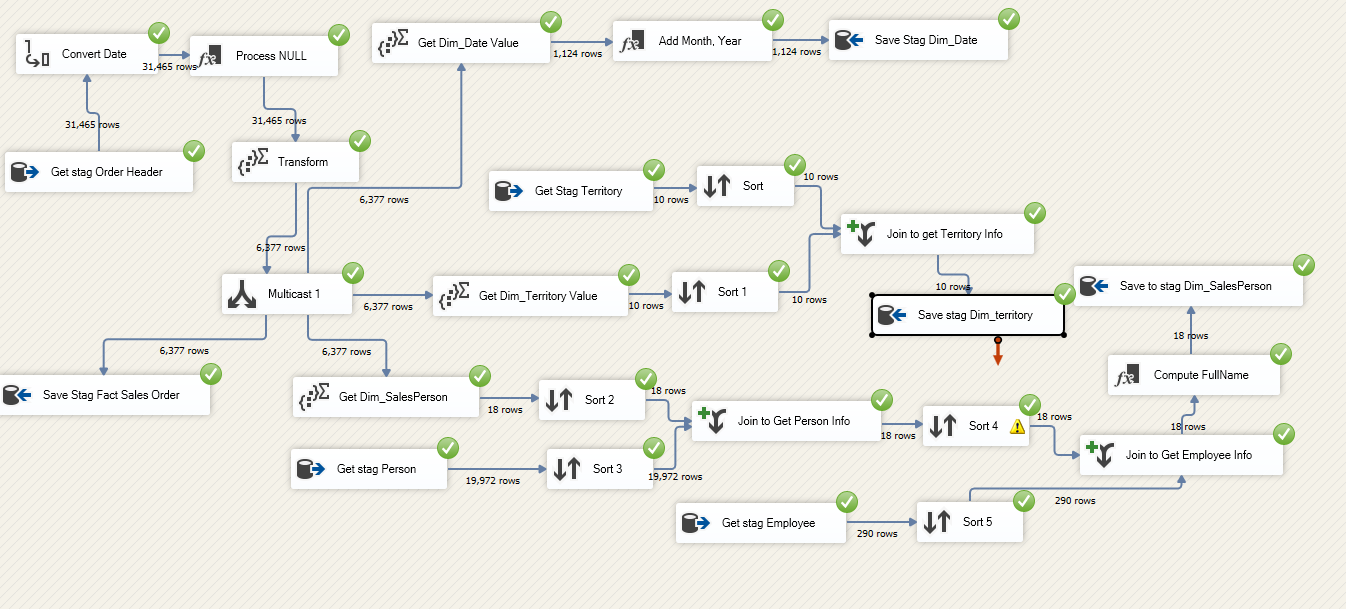 Convert Date
31,465 rows
Process NULL
Get Dim_Date Value
1,124 rows
Add Month, Year
1,124 rows
Save Stag Dim_Date
31,465 rows
31,465 rows
Get stag Order Header
Transform
6,377 rows
Get Stag Territory
10 rows
Sort
10 rows
6,377 rows
Join to get Territory Info
Multicast 1
6,377 rows
Get Dim_Territory Value
10 rows
Sort 1
10 rows
10 rows
Save stag Dim_territory
Save to stag Dim_SalesPerson
18 rows
6,377 rows
6,377 rows
Save Stag Fact Sales Order
Get Dim_SalesPerson
18 rows
Sort 2
18 rows
Compute FullName
Join to Get Person Info
18 rows
Sort 4
18 rows
18 rows
Get stag Person
19,972 rows
Sort 3
19,972 rows
Join to Get Employee Info
Get stag Employee
290 rows
Sort 5
290 rows